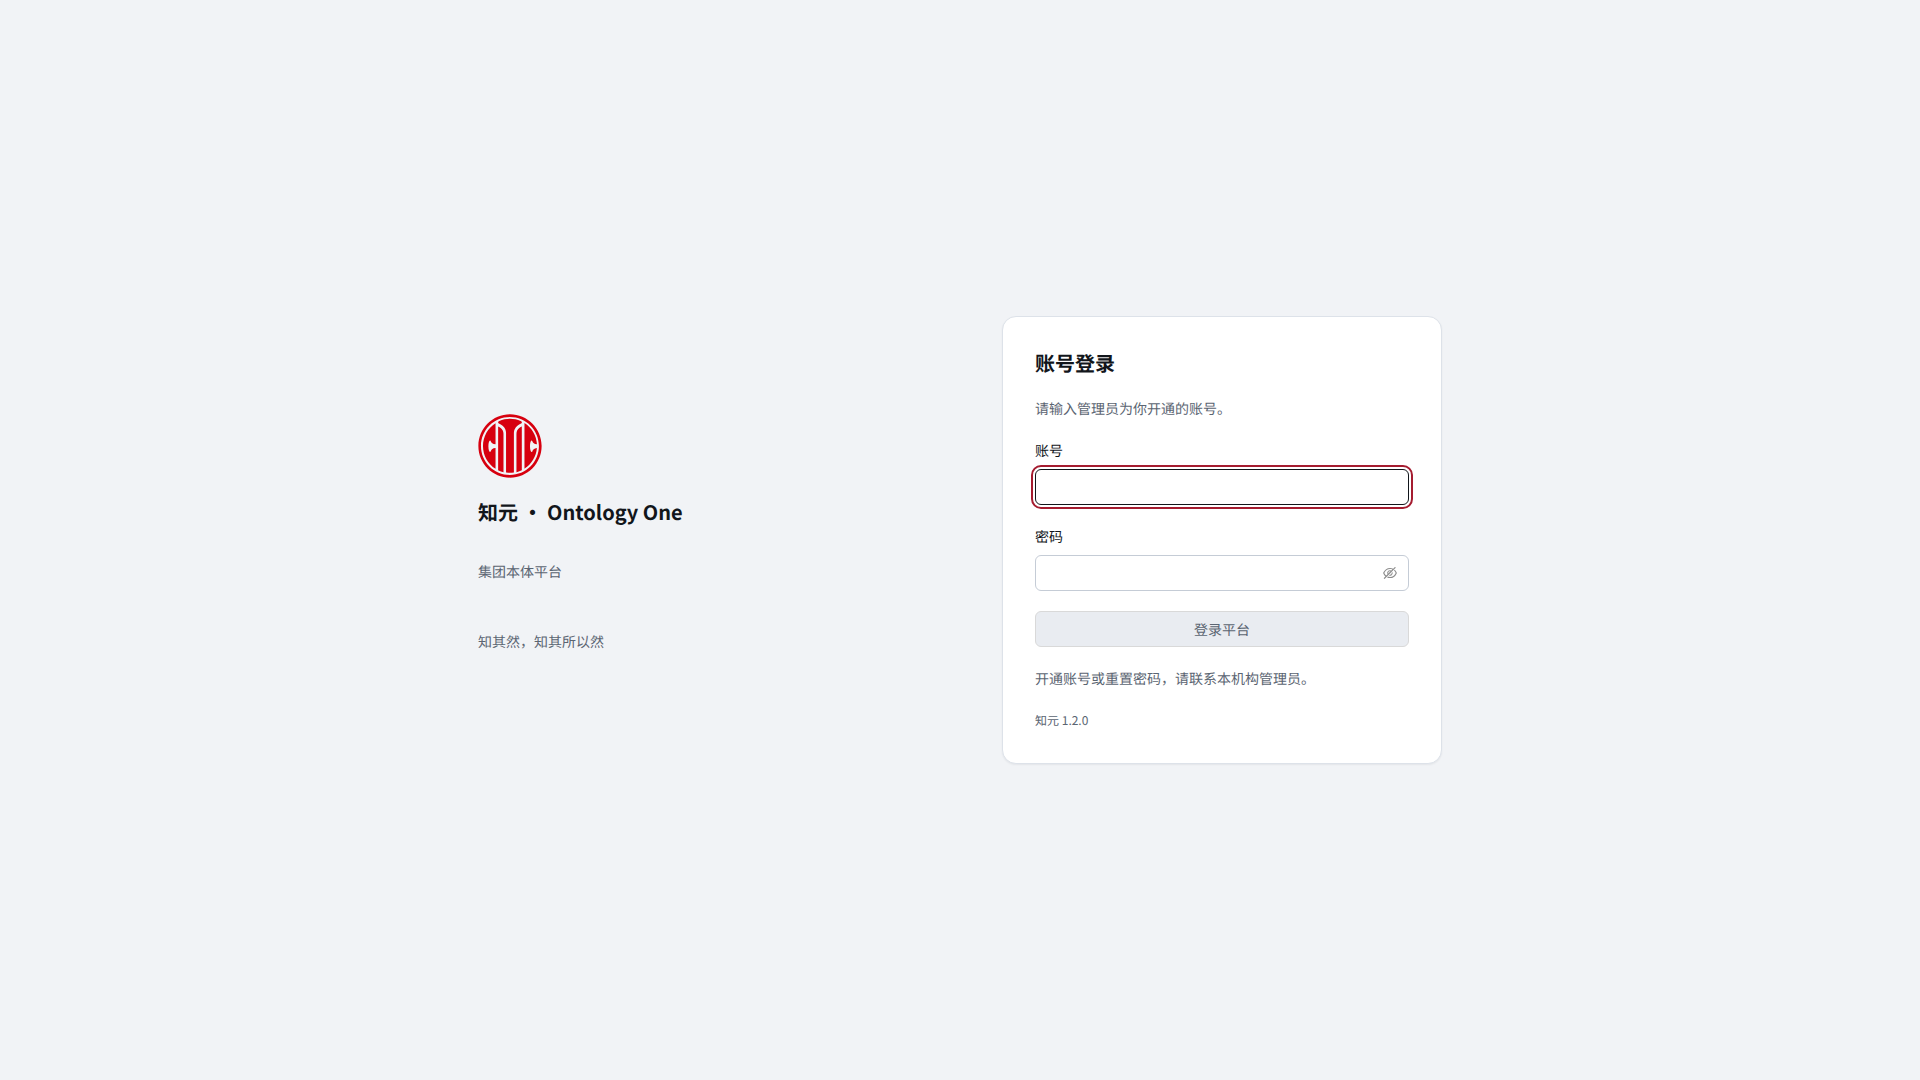 知元 · Ontology One
集团本体平台
知其然，知其所以然
账号登录
请输入管理员为你开通的账号。
账号
密码
登录平台
开通账号或重置密码，请联系本机构管理员。
知元 1.2.0